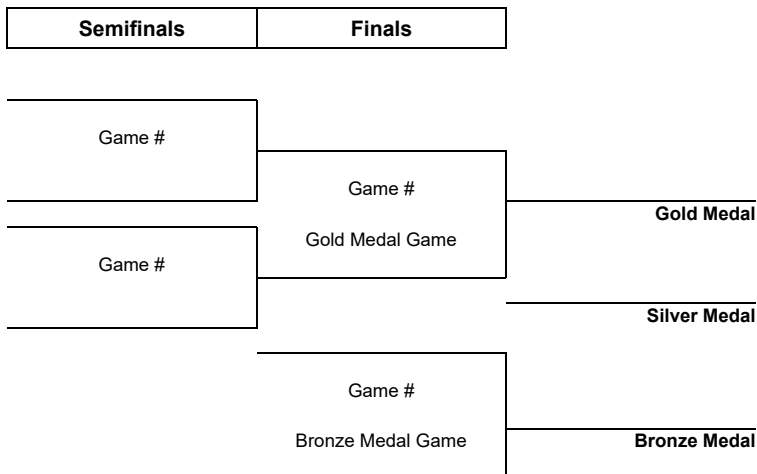 Semifinals Finals
Game #
Game #
Gold Medal
Gold Medal Game
Game #
Silver Medal
Game #
Bronze Medal Game Bronze Medal